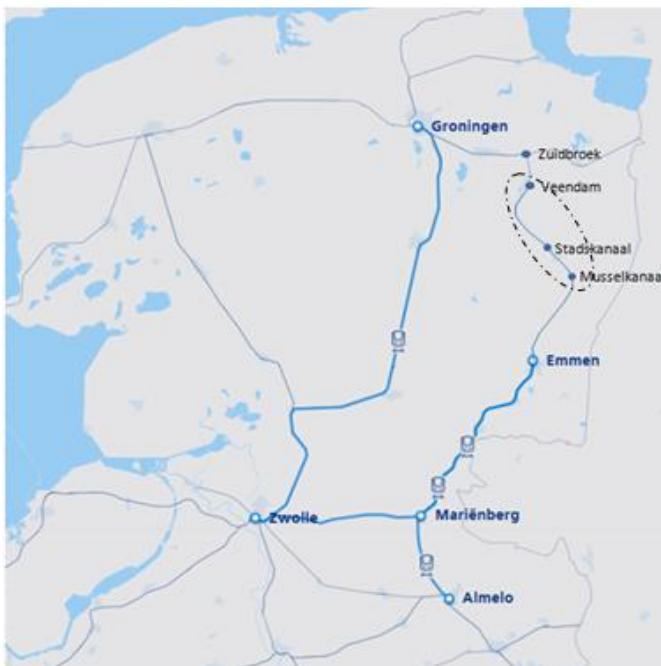 Groningen
Zuidbroek
Veendam
Stadskanaal
Musselkanaa
Emmen
Zwolle
Mariënberg
Almelo